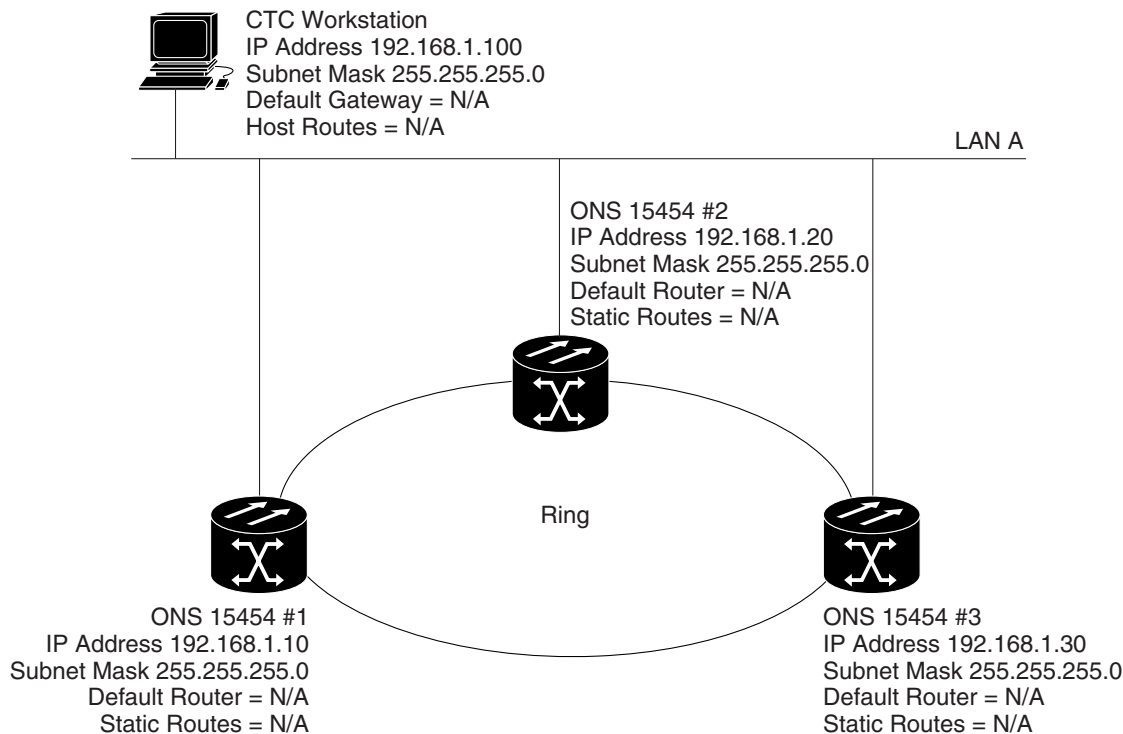 CTC Workstation
IP Address 192.168.1.100
Subnet Mask 255.255.255.0
Default Gateway = N/A
Host Routes = N/A
LAN A
ONS 15454 #2
IP Address 192.168.1.20
Subnet Mask 255.255.255.0
Default Router = N/A
Static Routes = N/A
Ring
ONS 15454 #1
IP Address 192.168.1.10
Subnet Mask 255.255.255.0
Default Router = N/A
Static Routes = N/A
ONS 15454 #3
IP Address 192.168.1.30
Subnet Mask 255.255.255.0
Default Router = N/A
Static Routes = N/A